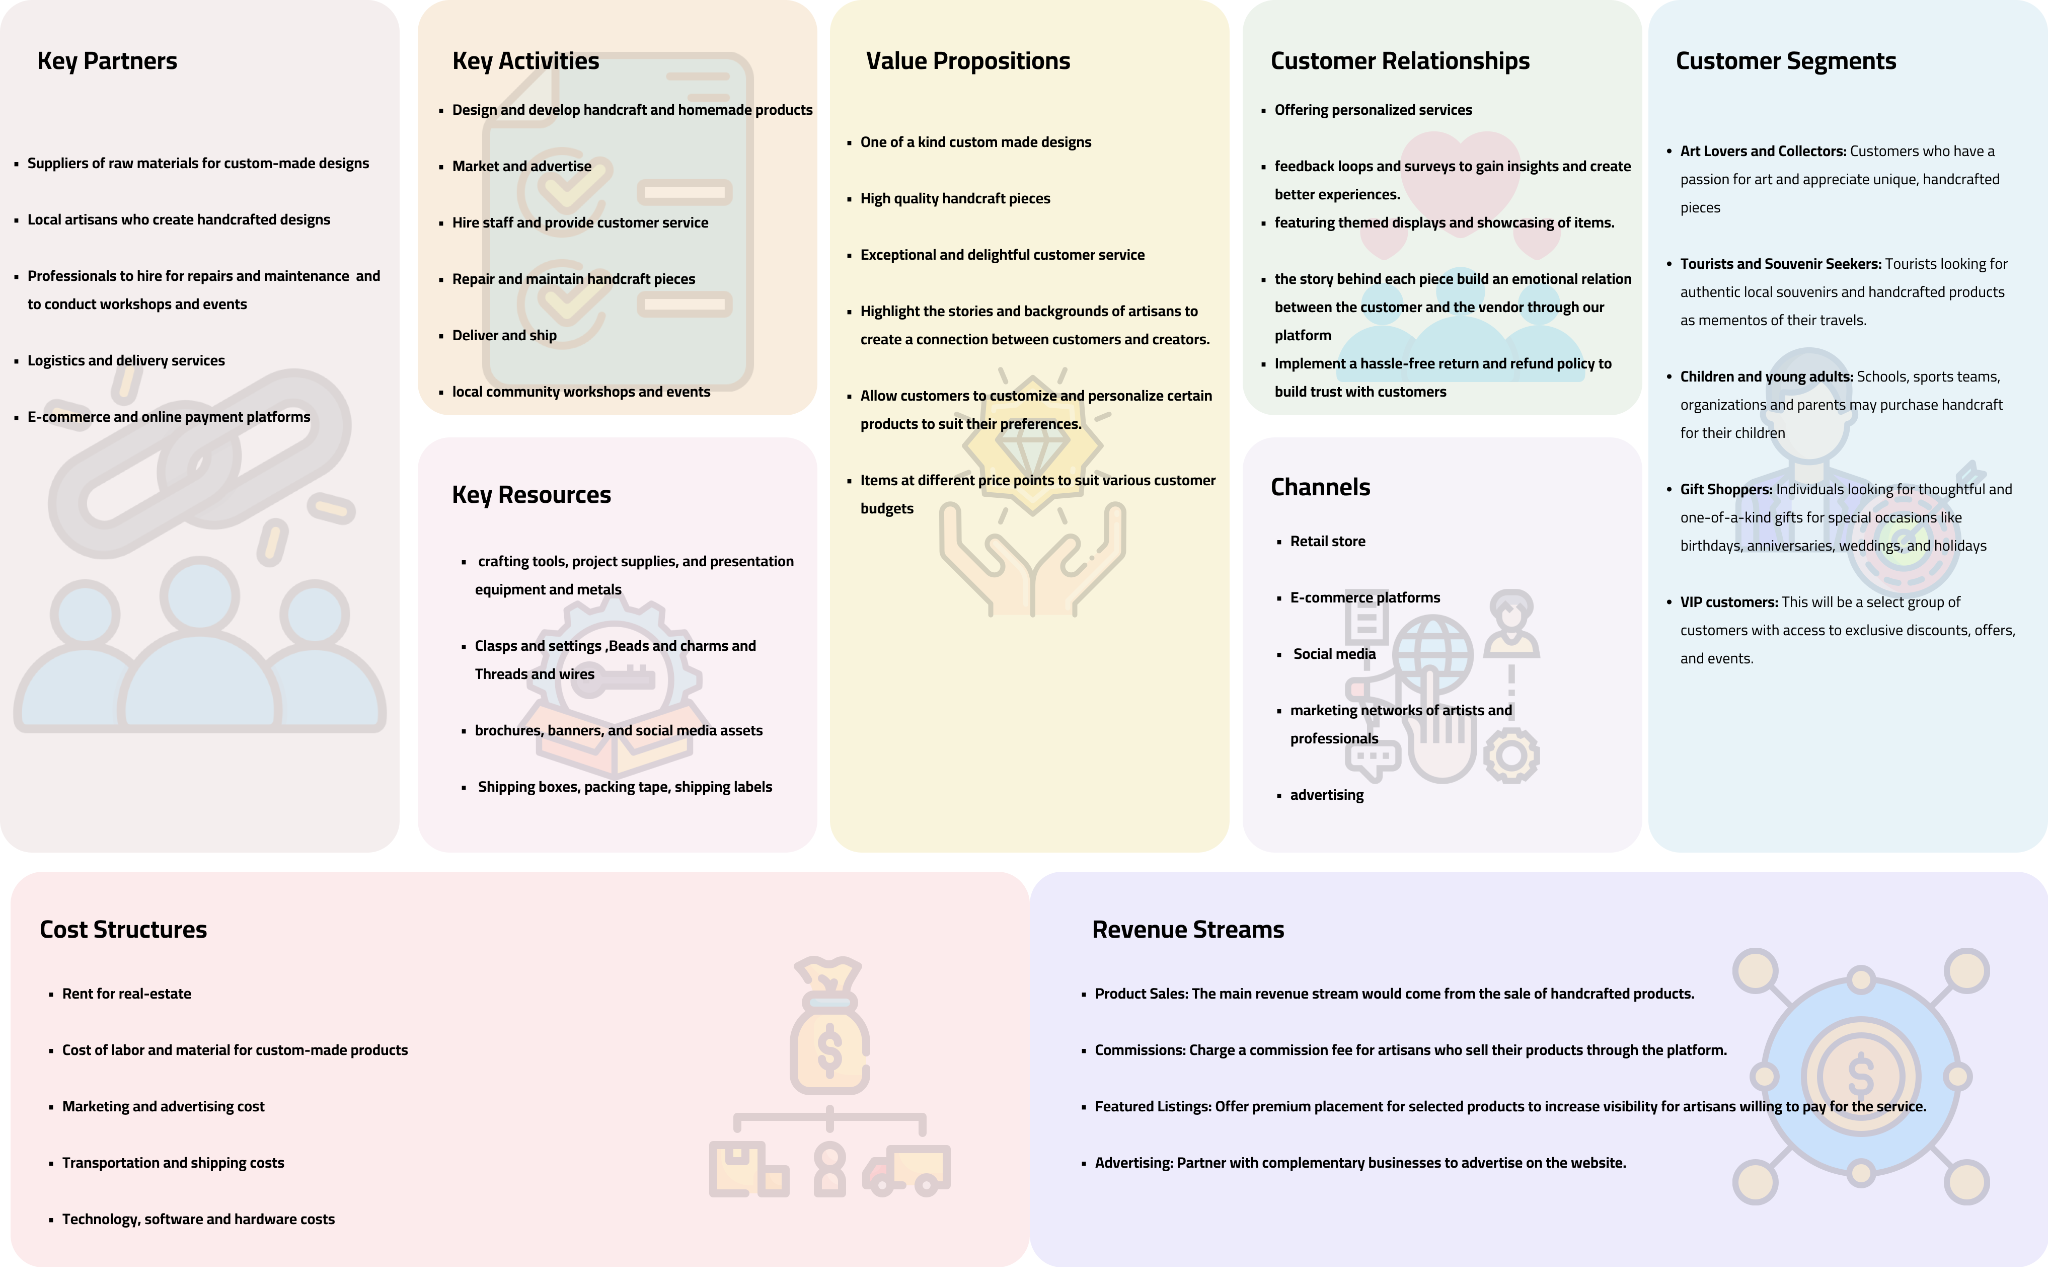 Key Partners
▪ Suppliers of raw materials for custom-made designs
▪ Local artisans who create handcrafted designs
▪ Professionals to hire for repairs and maintenance  and
to conduct workshops and events
▪ Logistics and delivery services
▪ E-commerce and online payment platforms
Key Activities
▪ Design and develop handcraft and homemade products
▪ Market and advertise
▪ Hire staff and provide customer service
▪ Repair and maintain handcraft pieces
▪ Deliver and ship
▪ local community workshops and events
Key Resources
▪ crafting tools, project supplies, and presentation
equipment and metals
▪ Clasps and settings ,Beads and charms and
Threads and wires
▪ brochures, banners, and social media assets
▪ Shipping boxes, packing tape, shipping labels
Value Propositions
▪ One of a kind custom made designs
▪ High quality handcraft pieces
▪ Exceptional and delightful customer service
▪ Highlight the stories and backgrounds of artisans to
create a connection between customers and creators.
▪ Allow customers to customize and personalize certain
products to suit their preferences.
▪ Items at different price points to suit various customer
budgets
Customer Relationships
▪ Offering personalized services
▪ feedback loops and surveys to gain insights and create
better experiences.
▪ featuring themed displays and showcasing of items.
▪ the story behind each piece build an emotional relation
between the customer and the vendor through our
platform
▪ Implement a hassle-free return and refund policy to
build trust with customers
Channels
▪ Retail store
▪ E-commerce platforms
▪ Social media
▪ marketing networks of artists and
professionals
▪ advertising
Customer Segments
• Art Lovers and Collectors: Customers who have a
passion for art and appreciate unique, handcrafted
pieces
• Tourists and Souvenir Seekers: Tourists looking for
authentic local souvenirs and handcrafted products
as mementos of their travels.
• Children and young adults: Schools, sports teams,
organizations and parents may purchase handcraft
for their children
• Gift Shoppers: Individuals looking for thoughtful and
one-of-a-kind gifts for special occasions like
birthdays, anniversaries, weddings, and holidays
• VIP customers: This will be a select group of
customers with access to exclusive discounts, offers,
and events.
Cost Structures
▪ Rent for real-estate
▪ Cost of labor and material for custom-made products
▪ Marketing and advertising cost
▪ Transportation and shipping costs
▪ Technology, software and hardware costs
$
Revenue Streams
▪ Product Sales: The main revenue stream would come from the sale of handcrafted products.
▪ Commissions: Charge a commission fee for artisans who sell their products through the platform.
▪ Featured Listings: Offer premium placement for selected products to increase visibility for artisans willing to pay for the service.
▪ Advertising: Partner with complementary businesses to advertise on the website.
$